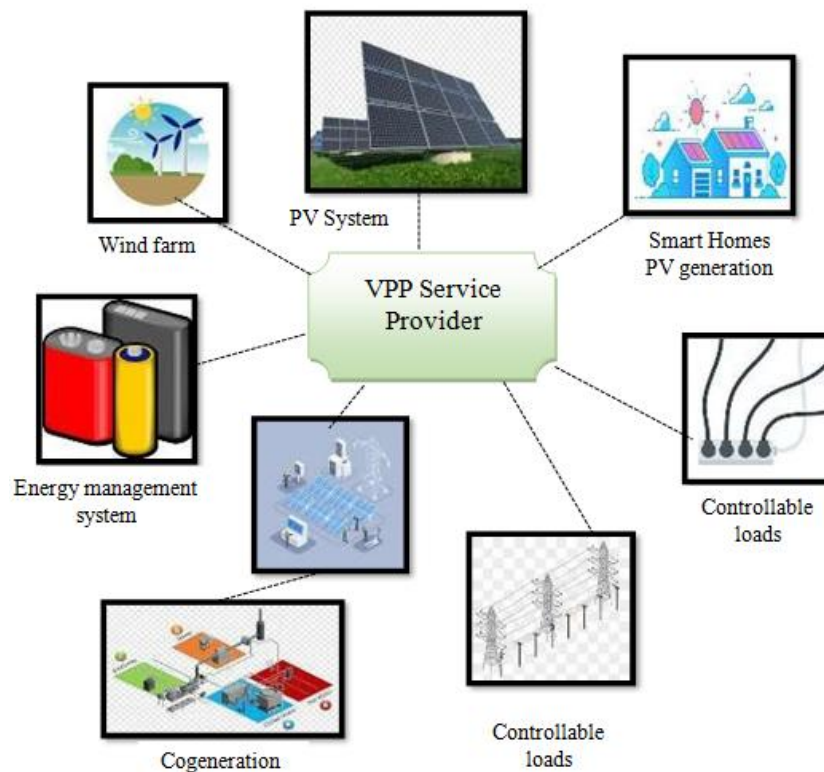 PV System
Wind farm
Smart Homes
PV generation
VPP Service
Provider
Energy management
system
Controllable
loads
Cogeneration
Controllable
loads